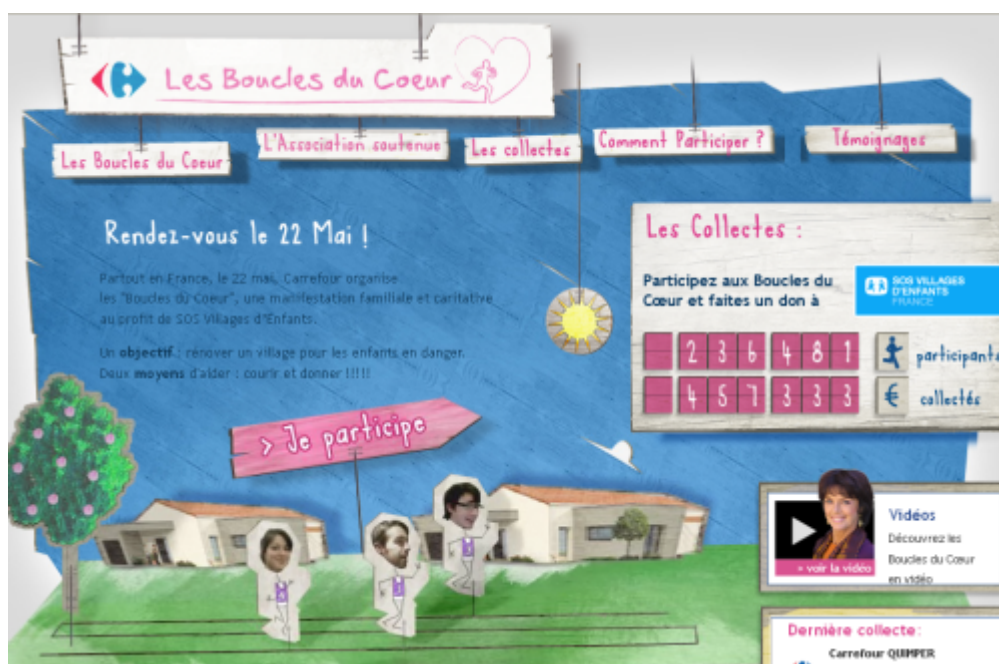 Les Boucles du Coeur
Les Boucles du Coeur
L'Association soutenue
Les collectes
Comment Participer ?
Témoignages
Rendez-vous le 22 Mai !
Partout en France, le 22 mai, Carrefour organise
les "Boucles du Coeur", une manifestation familiale et caritative
au profit de SOS Villages d'Enfants.
Un objectif : rénover un village pour les enfants en danger.
Deux moyens d'aider : courir et donner !!!!!
> Je participe
Les Collectes :
Participez aux Boucles du
Cœur et faites un don à
SOS VILLAGES
D'ENFANTS
FRANCE
236481 participants
457333 € collectés
Vidéos
Découvrez les
Boucles du Cœur
en vidéo
» voir la vidéo
Dernière collecte:
Carrefour QUIMPER